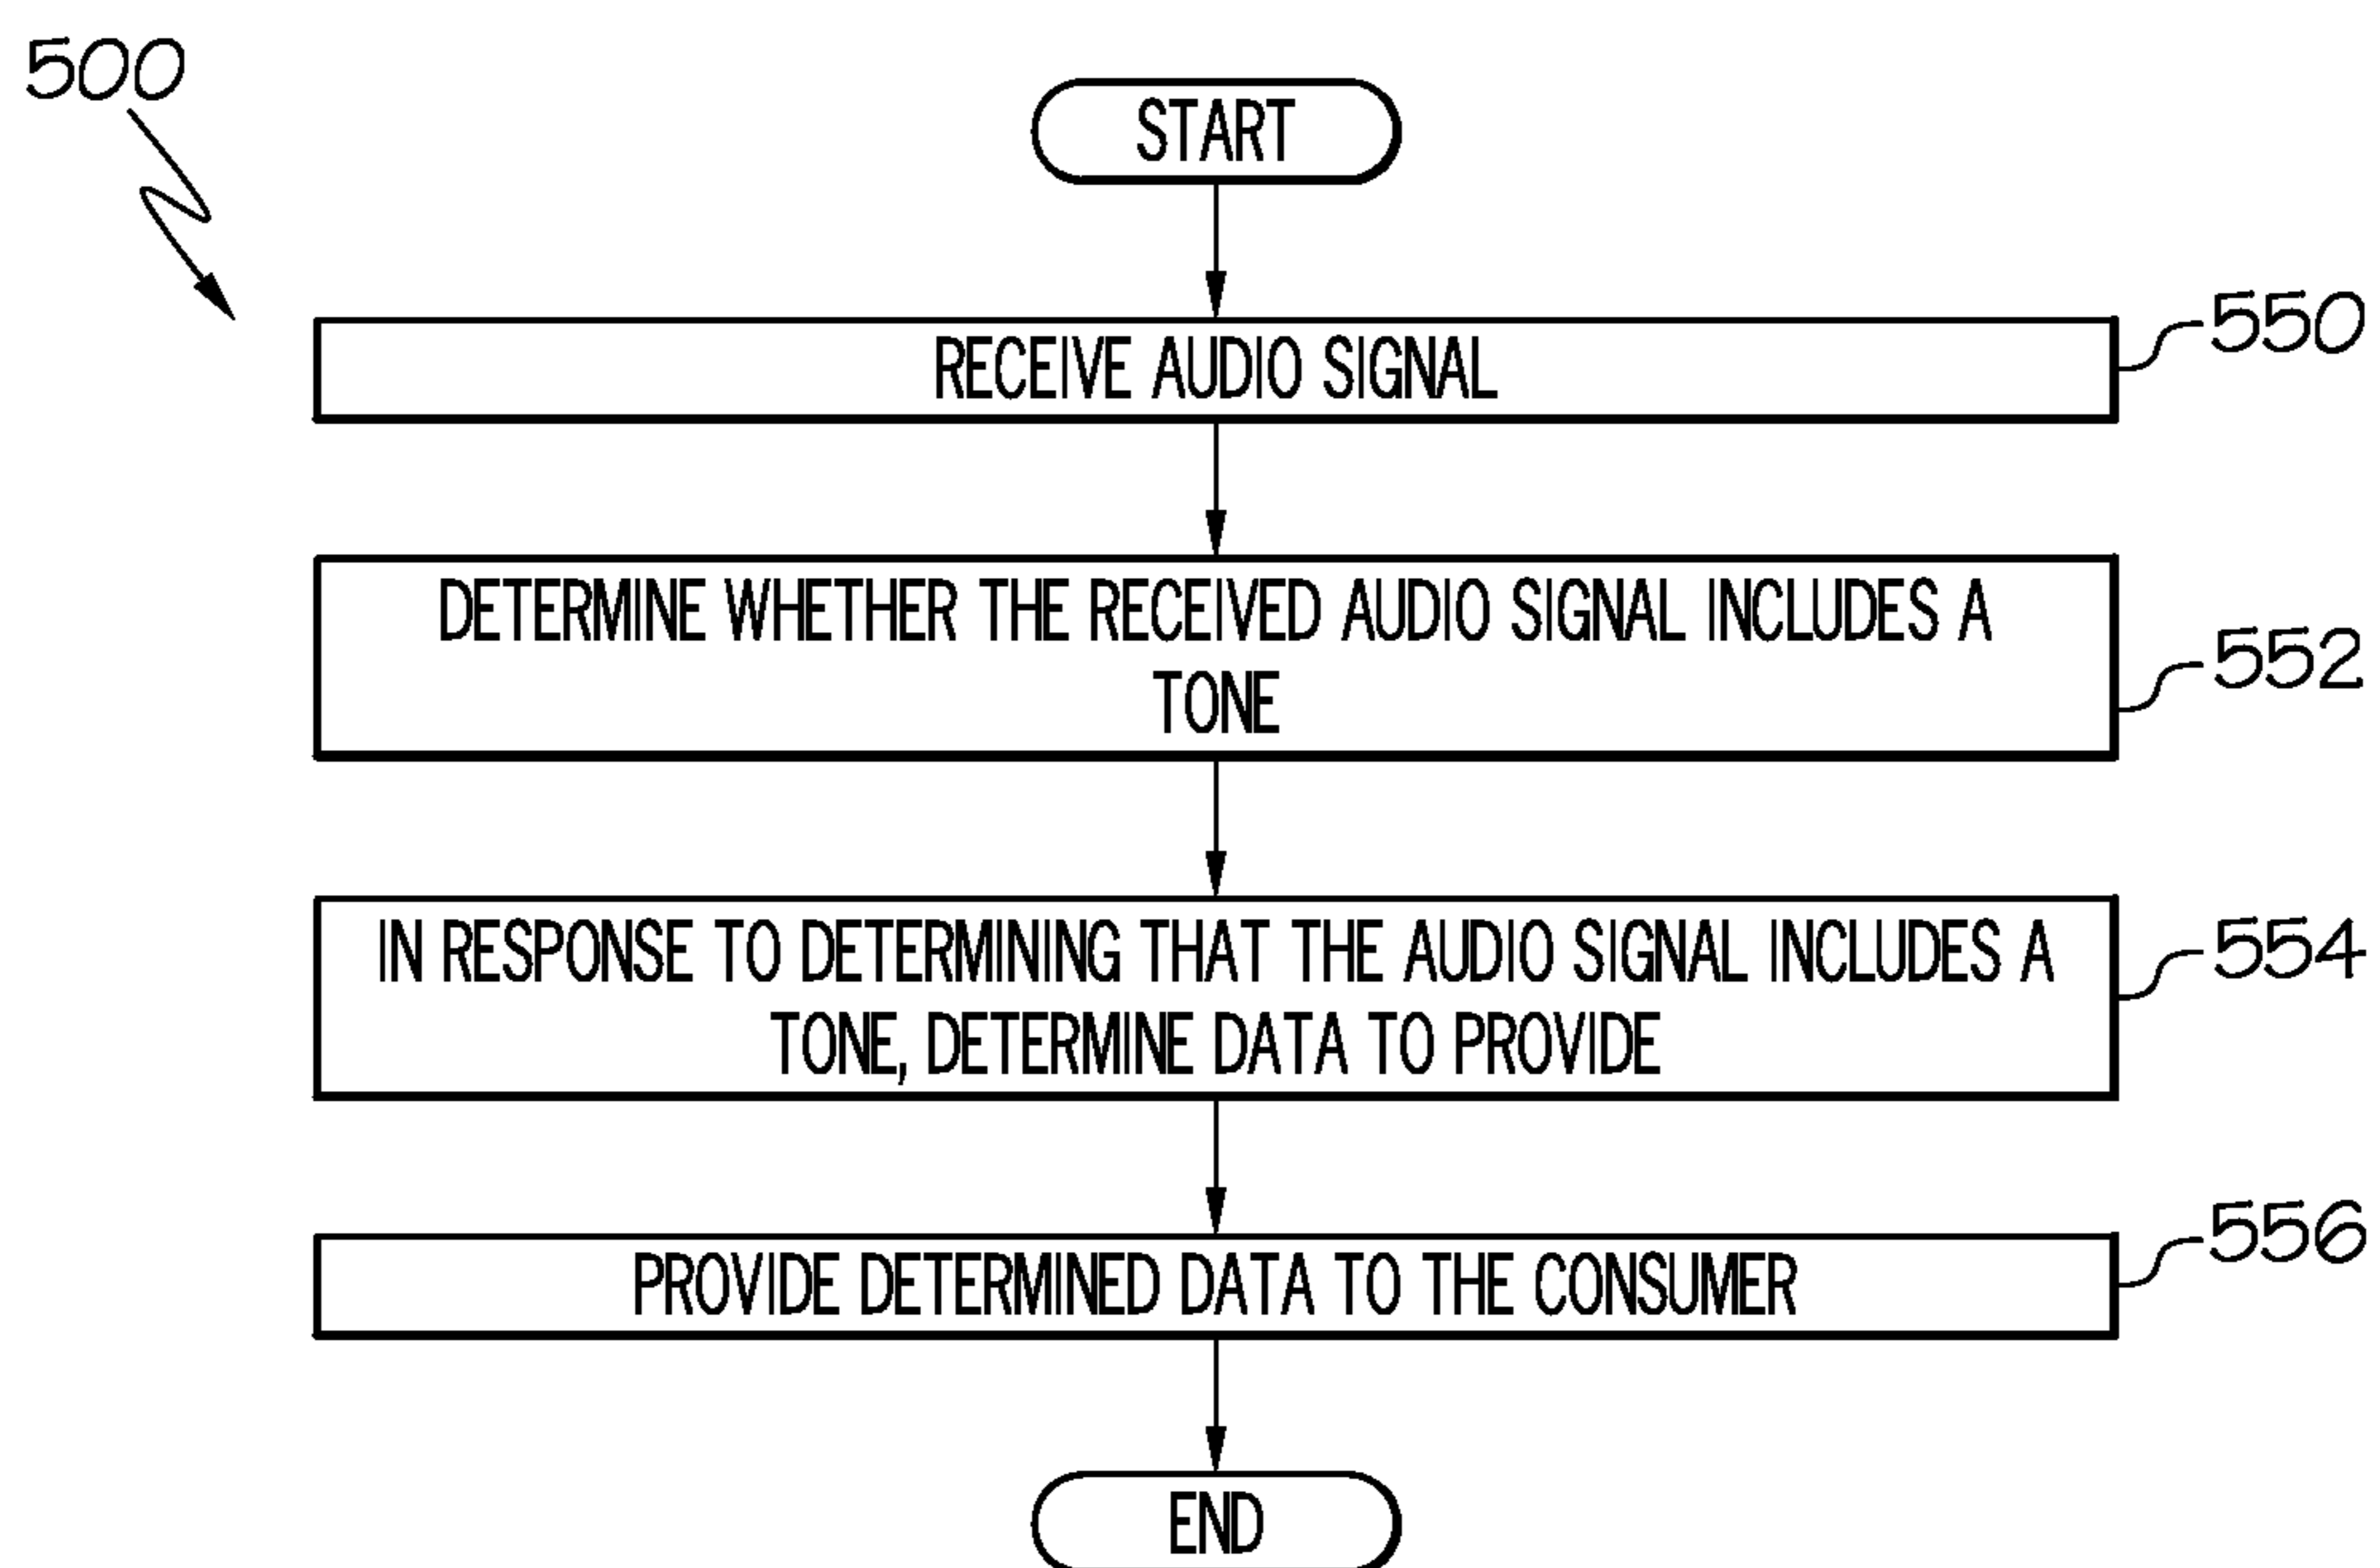 500
START
RECEIVE AUDIO SIGNAL
550
DETERMINE WHETHER THE RECEIVED AUDIO SIGNAL INCLUDES A
TONE
552
IN RESPONSE TO DETERMINING THAT THE AUDIO SIGNAL INCLUDES A
TONE, DETERMINE DATA TO PROVIDE
554
PROVIDE DETERMINED DATA TO THE CONSUMER
556
END